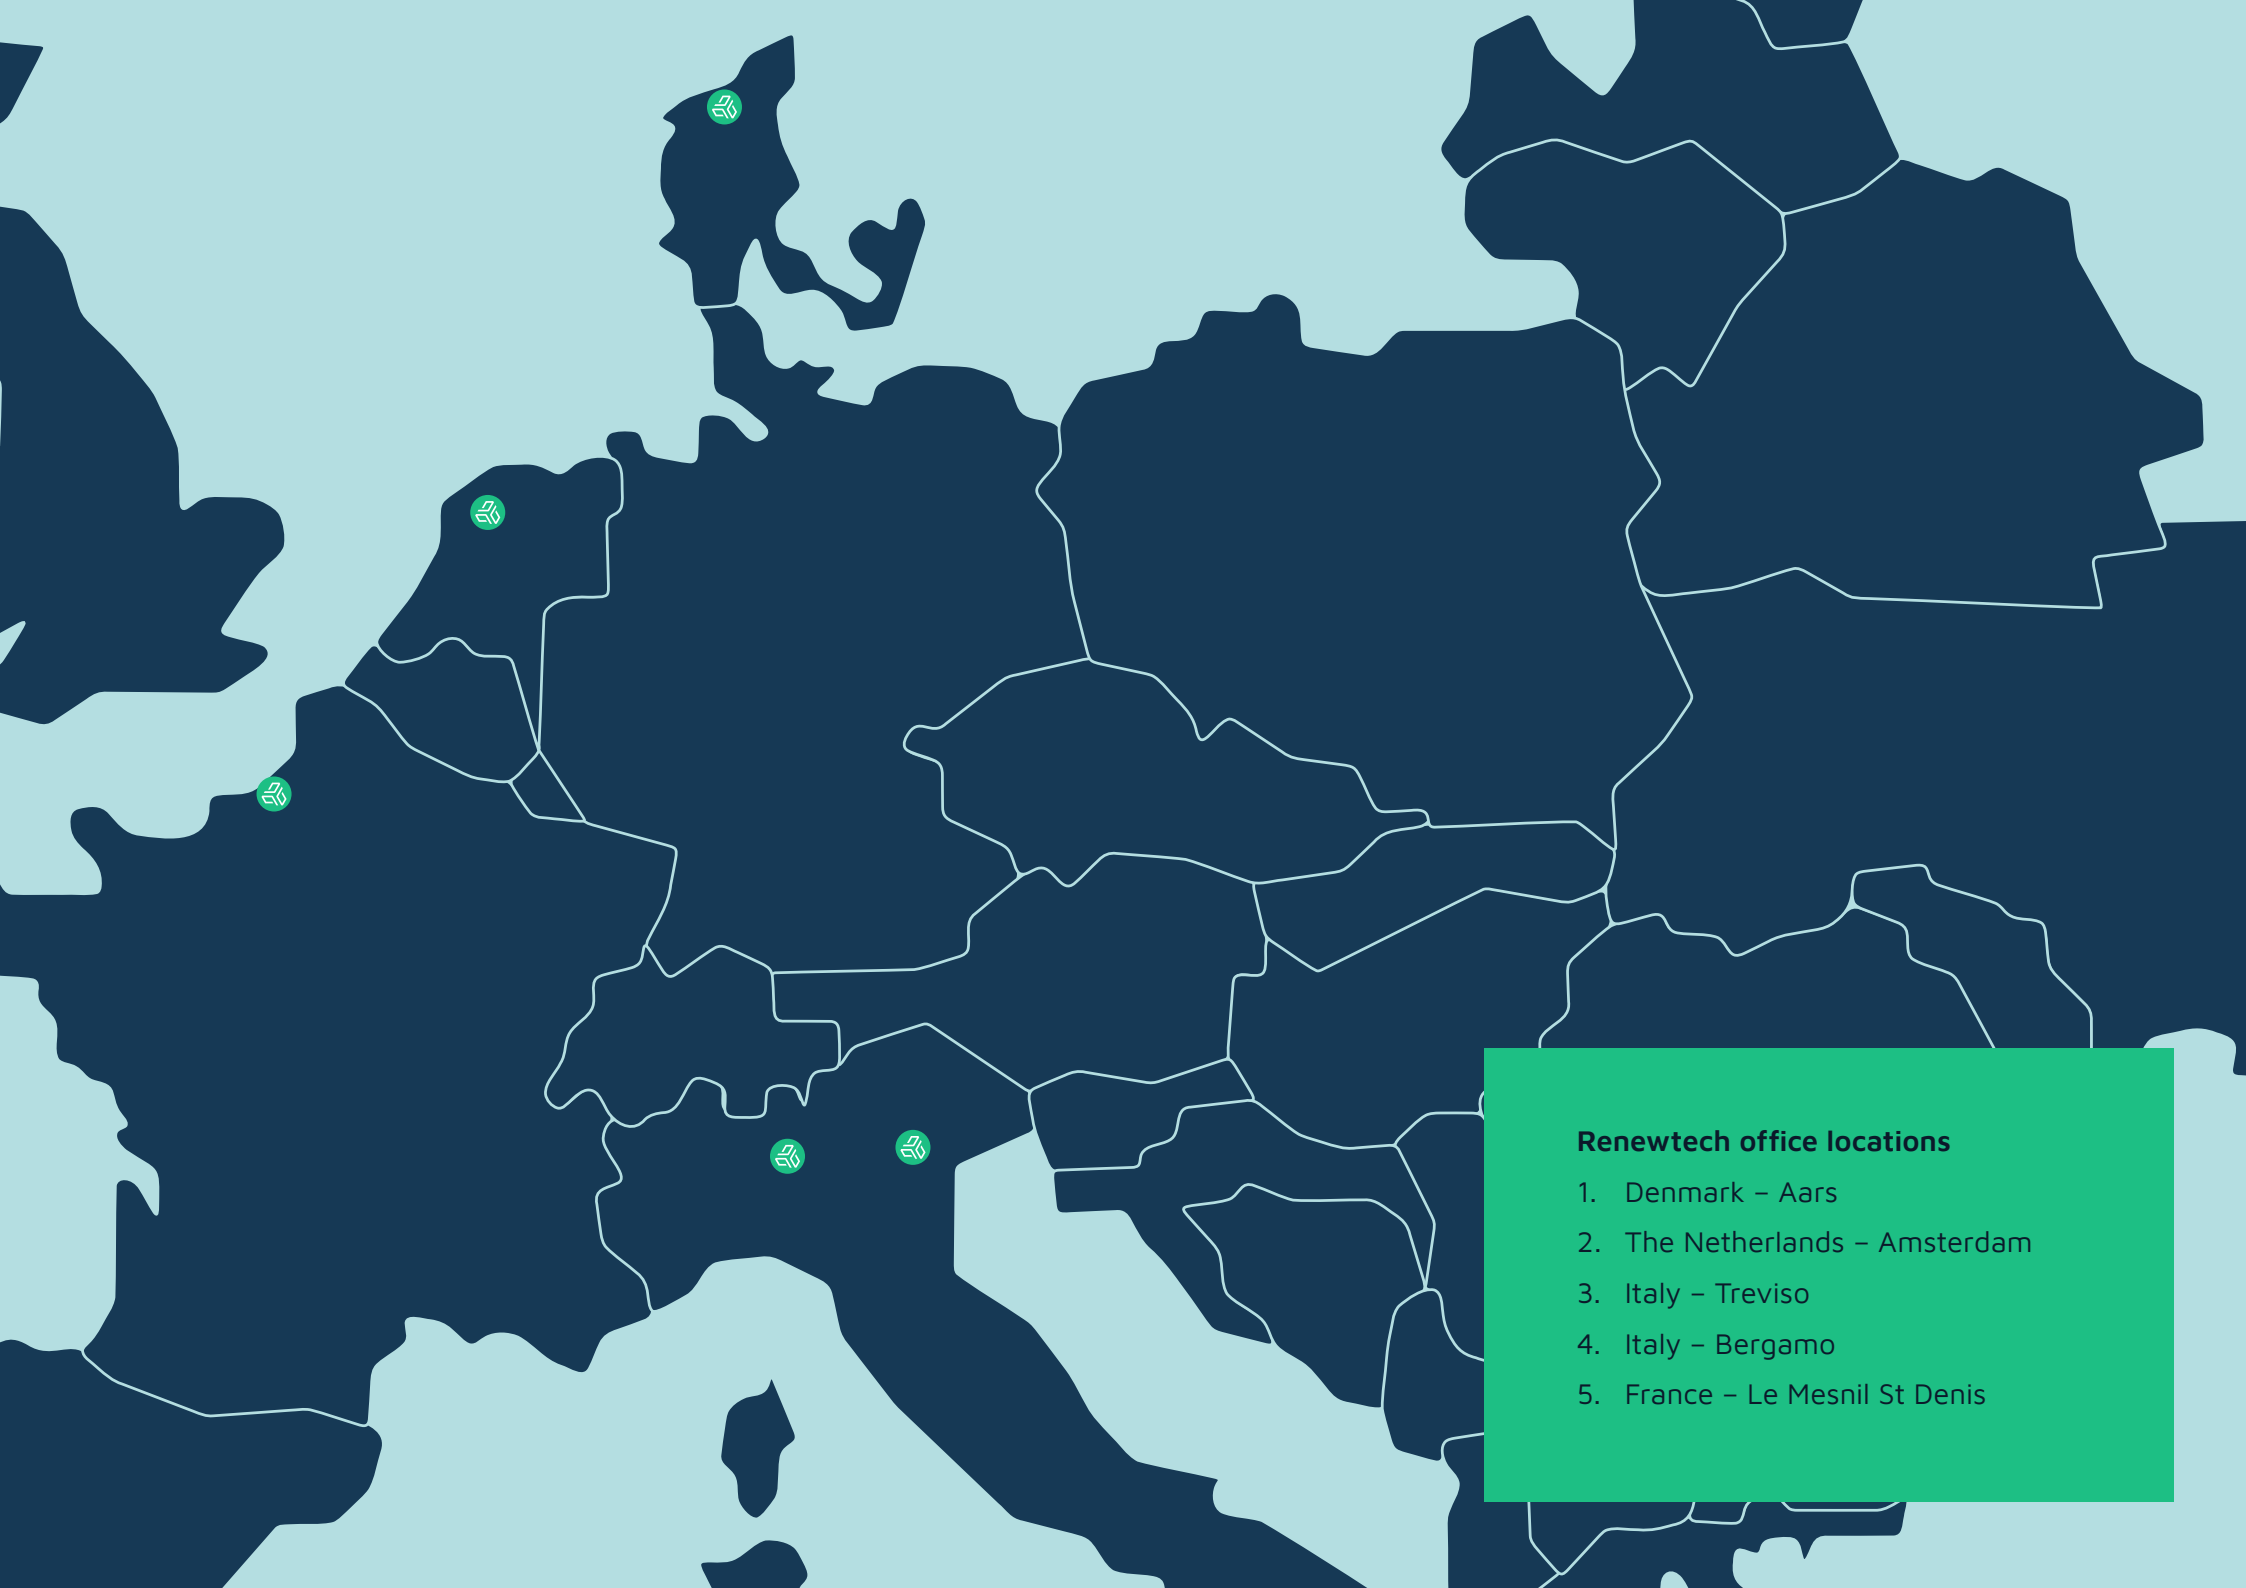 Renewtech office locations
1. Denmark – Aars
2. The Netherlands – Amsterdam
3. Italy – Treviso
4. Italy – Bergamo
5. France – Le Mesnil St Denis